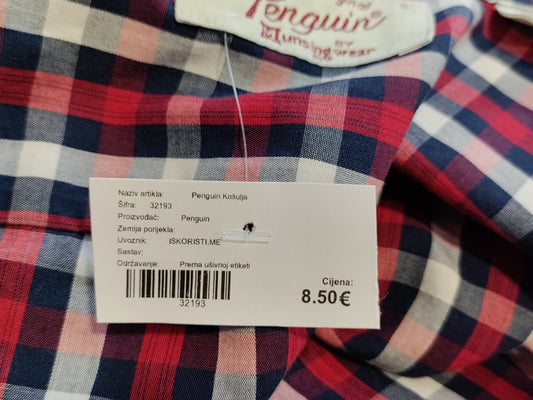 Penguin®
BY
Munsingwear
Naziv artikla: Penguin Košulja
Šifra: 32193
Proizvođač: Penguin
Zemlja porijekla:
Uvoznik: ISKORISTI.ME
Sastav:
Održavanje: Prema ušivnoj etiketi
32193
Cijena:
8.50€